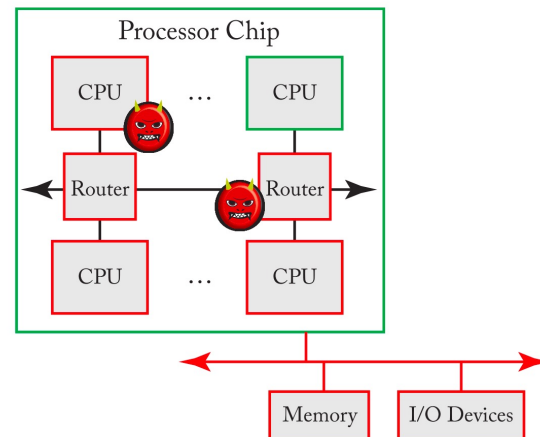 Processor Chip
CPU ... CPU
Router Router
CPU ... CPU
Memory I/O Devices